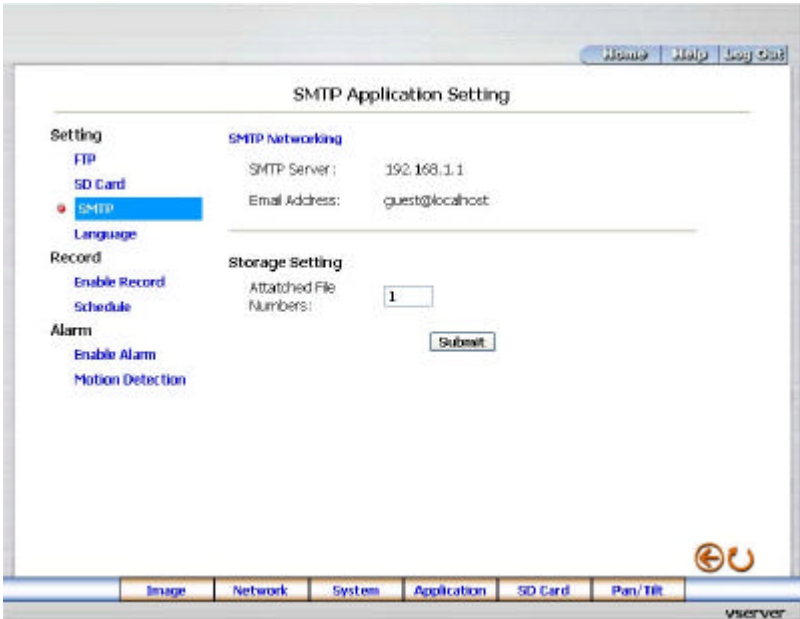 Home Help Log Out
SMTP Application Setting
Setting
FTP
SD Card
SMTP
Language
Record
Enable Record
Schedule
Alarm
Enable Alarm
Motion Detection
SMTP Networking
SMTP Server: 192.168.1.1
Email Address: guest@localhost
Storage Setting
Attatched File
Numbers: 1
Submit
Image Network System Application SD Card Pan/Tilt
vserver